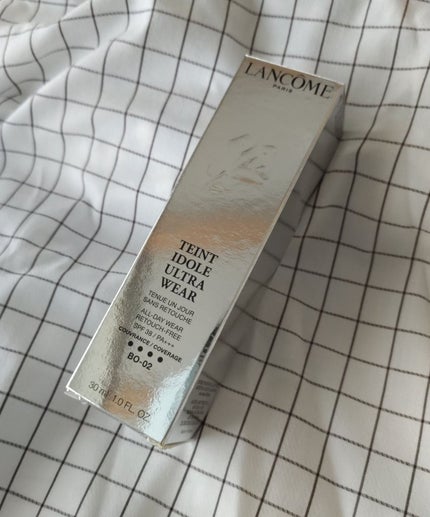 LANCÔME
PARIS
TEINT
IDOLE
ULTRA
WEAR
TENUE UN JOUR
SANS RETOUCHE
ALL-DAY WEAR
RETOUCH-FREE
SPF 38 / PA+++
COUVRANCE / COVERAGE
BO-02
30 ml 1.0 FL. OZ.